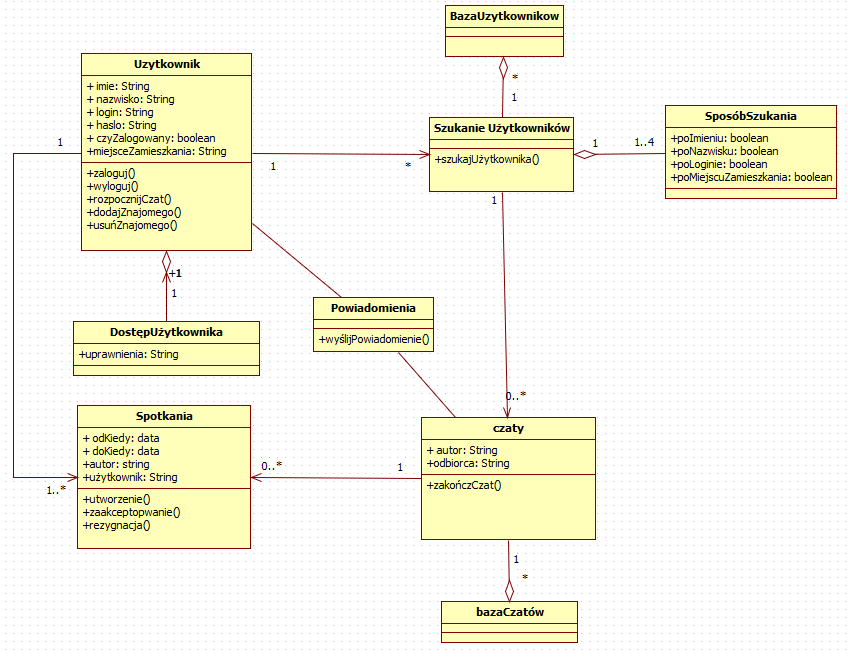 BazaUzytkownikow
*
1
Uzytkownik
+ imie: String
+ nazwisko: String
+ login: String
+ haslo: String
+ czyZalogowany: boolean
+miejsceZamieszkania: String
+zaloguj()
+wyloguj()
+rozpocznijCzat()
+dodajZnajomego()
+usuńZnajomego()
1
1
*
Szukanie Użytkowników
+szukajUżytkownika()
1
1..4
SposóbSzukania
+poImieniu: boolean
+poNazwisku: boolean
+poLoginie: boolean
+poMiejscuZamieszkania: boolean
1
+1
1
DostępUżytkownika
+uprawnienia: String
Powiadomienia
+wyślijPowiadomienie()
0..*
Spotkania
+ odKiedy: data
+ doKiedy: data
+autor: string
+użytkownik: String
+utworzenie()
+zaakceptopwanie()
+rezygnacja()
1..*
0..*
1
czaty
+ autor: String
+odbiorca: String
+zakończCzat()
1
*
bazaCzatów